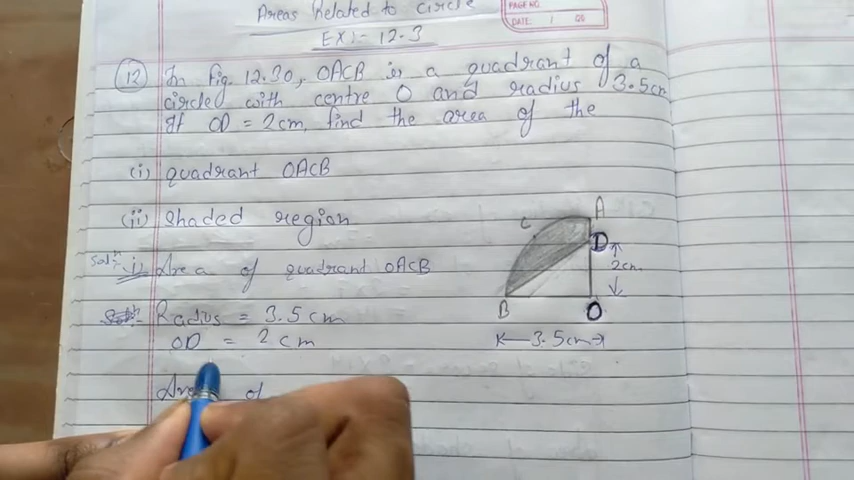 Areas Related to Circle
PAGE NO
DATE: / 
EX:- 12.3
(12) In Fig. 12.30, OACB is a quadrant of a
circle with centre O and radius 3.5cm
If OD = 2cm, find the area of the
(i) quadrant OACB
(ii) Shaded region
Sol:- i) Area of quadrant OACB
Radius = 3.5 cm
OD = 2 cm
Area of
A
C
D
2cm.
B
O
3.5cm